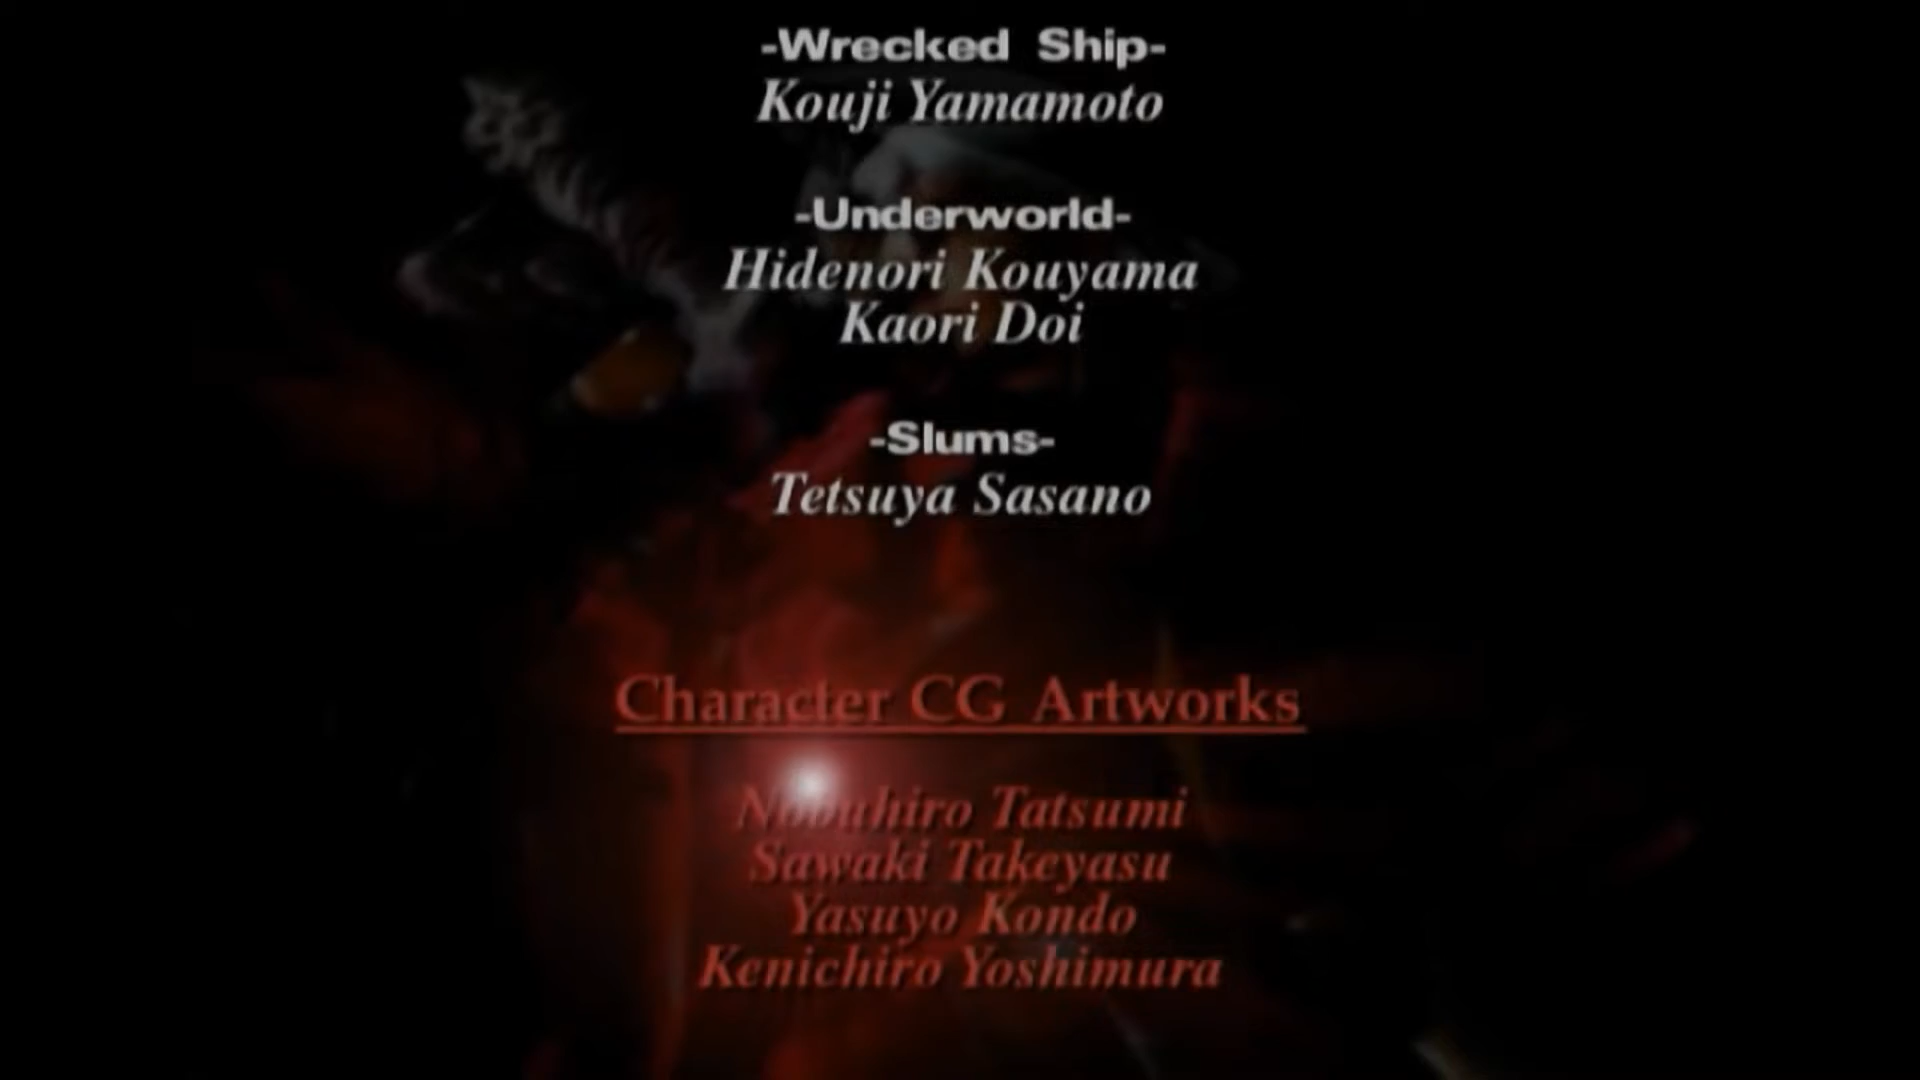 -Wrecked Ship-
Kouji Yamamoto
-Underworld-
Hidenori Kouyama
Kaori Doi
-Slums-
Tetsuya Sasano
Character CG Artworks
Nobuhiro Tatsumi
Sawaki Takeyasu
Yasuyo Kondo
Kenichiro Yoshimura